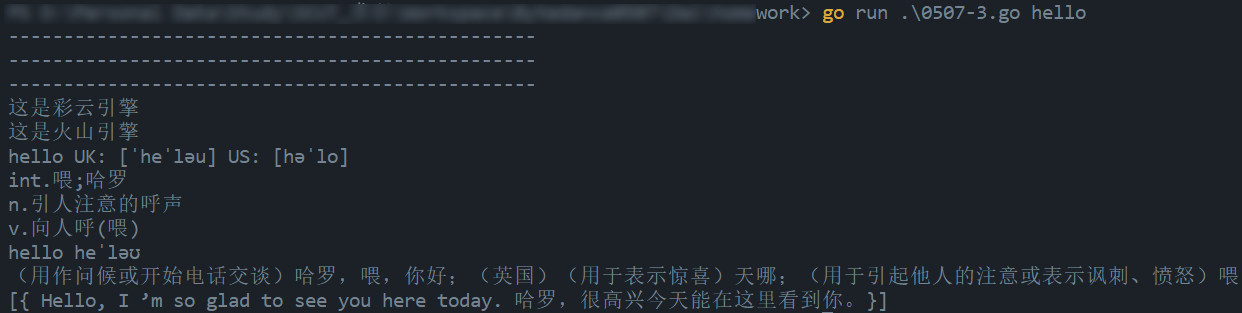 work> go run .\0507-3.go hello
------------------------------------------------
------------------------------------------------
------------------------------------------------
这是彩云引擎
这是火山引擎
hello UK: [ˈheˈləu] US: [həˈlo]
int.喂;哈罗
n.引人注意的呼声
v.向人呼(喂)
hello heˈləʊ
（用作问候或开始电话交谈）哈罗，喂，你好；（英国）（用于表示惊喜）天哪；（用于引起他人的注意或表示讽刺、愤怒）喂
[{ Hello, I ’m so glad to see you here today. 哈罗，很高兴今天能在这里看到你。}]